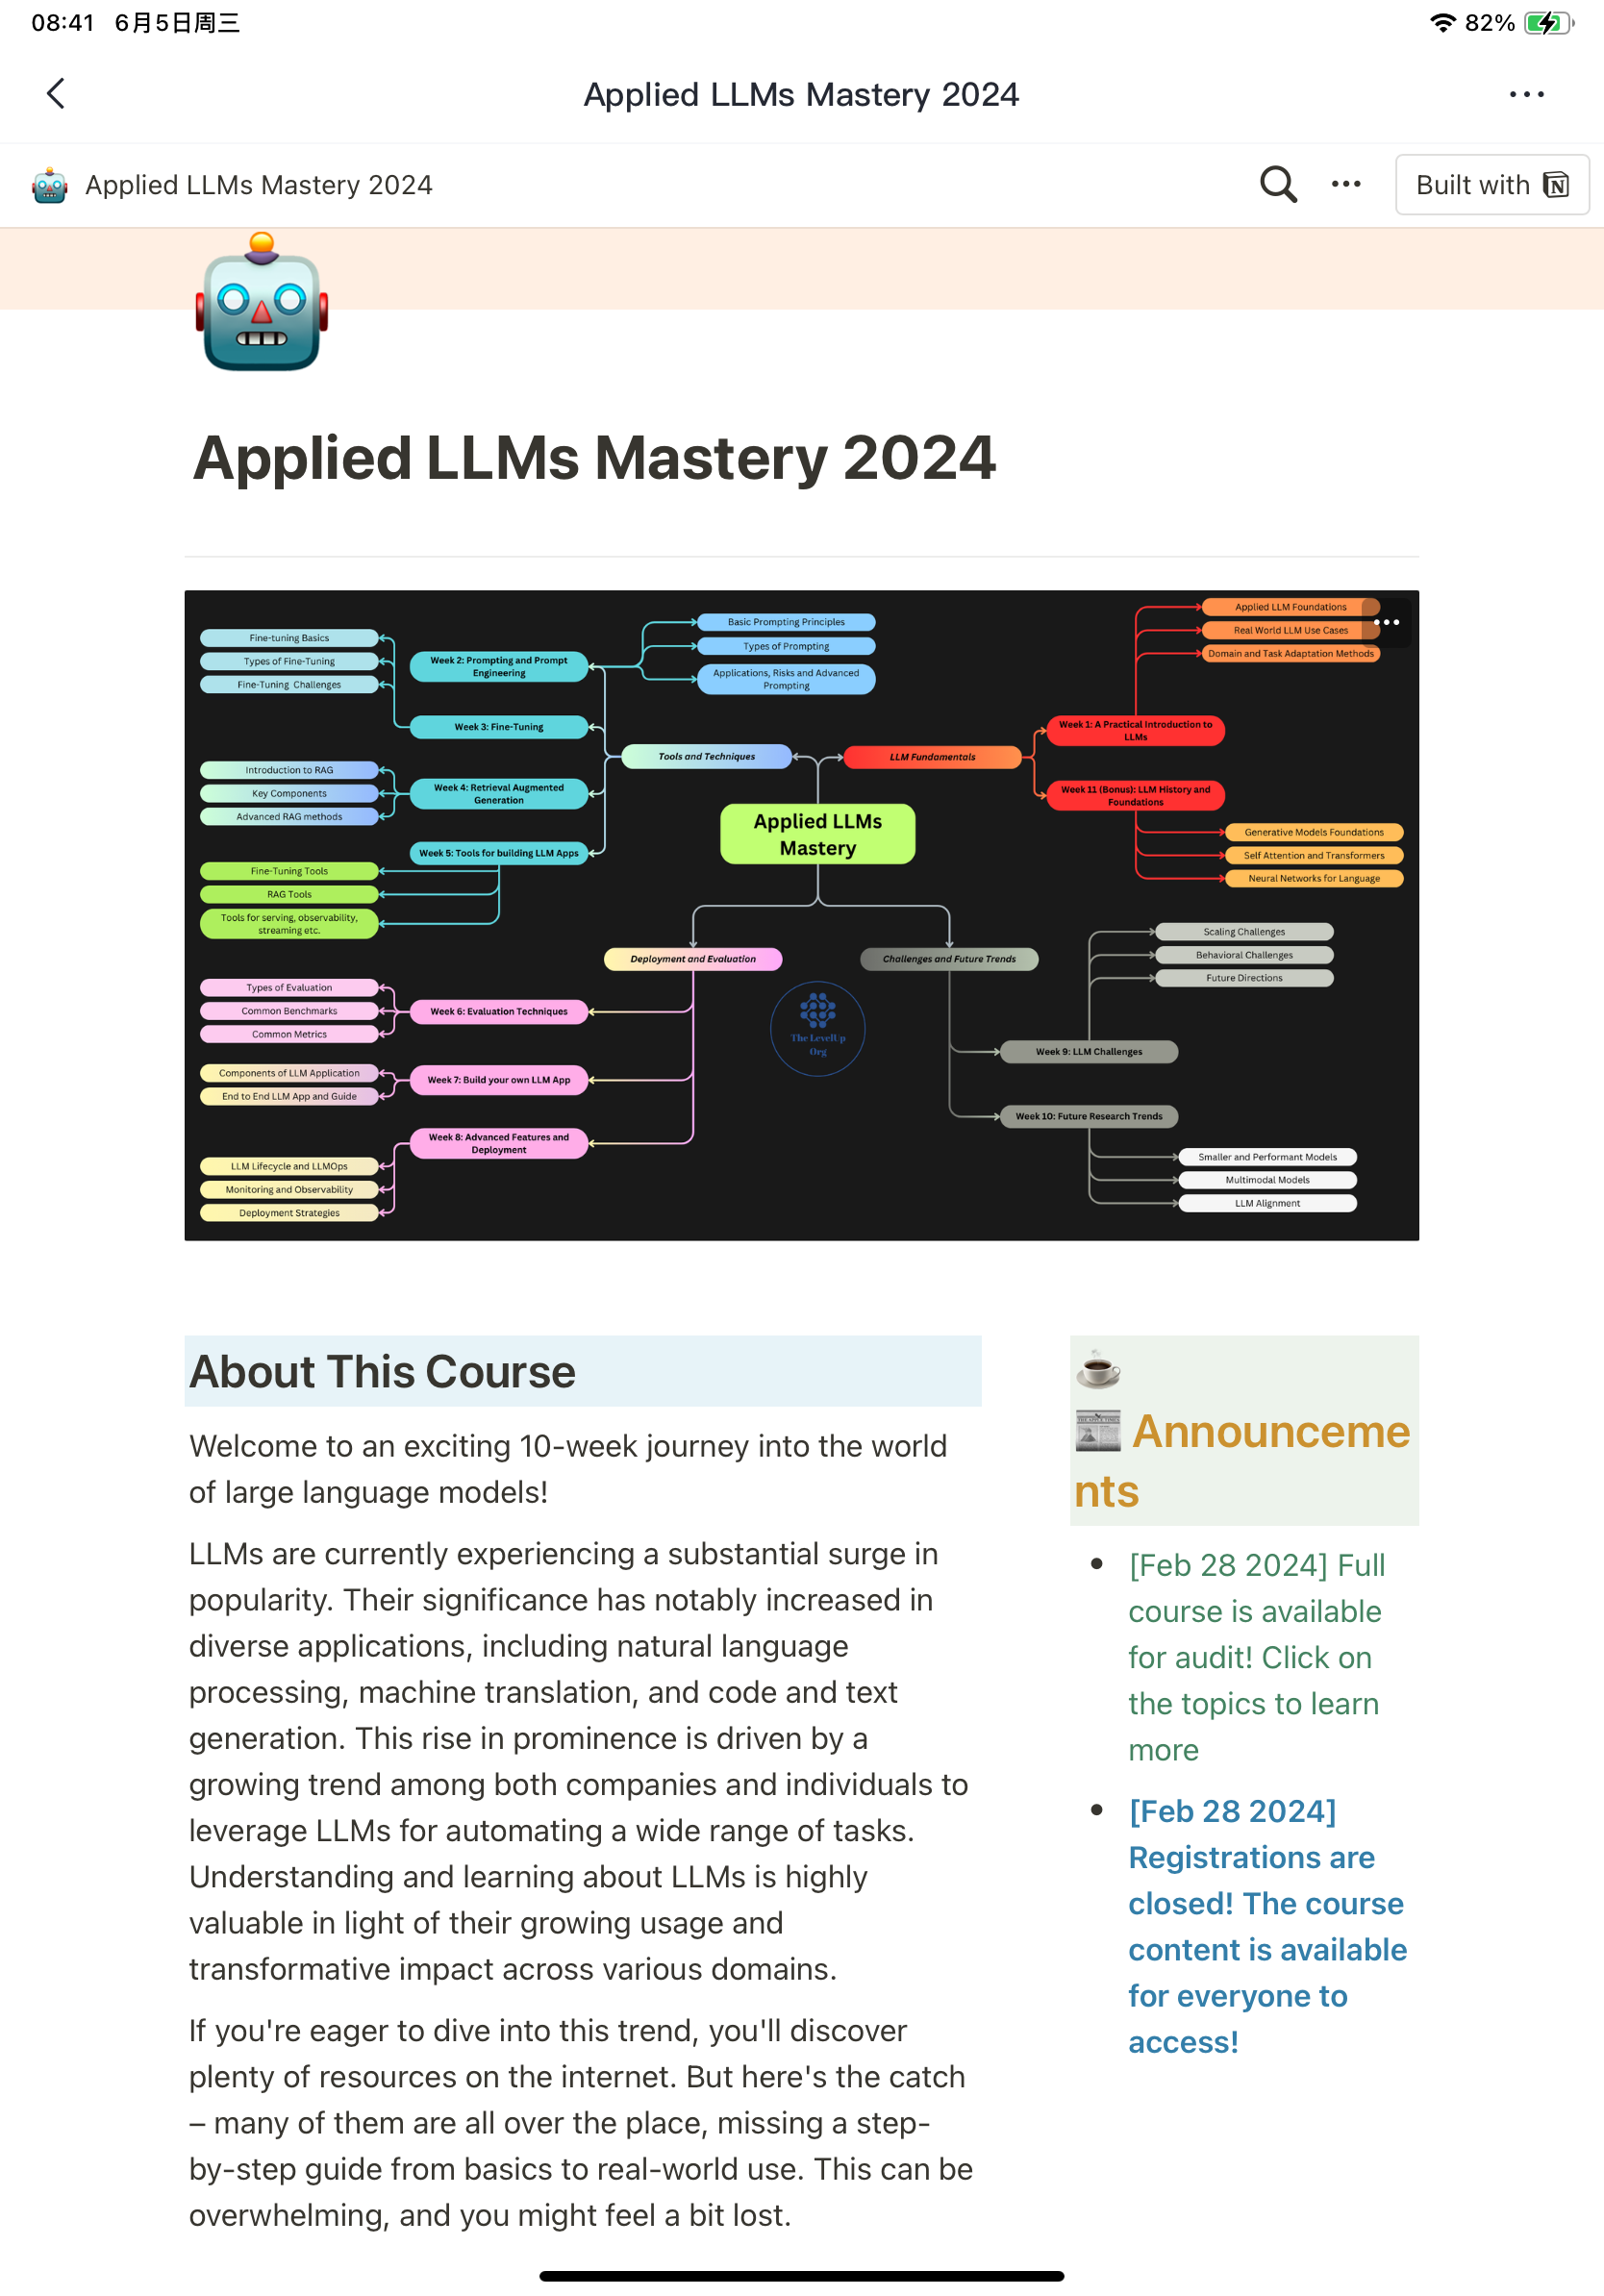 08:41 6月5日周三
82%
Applied LLMs Mastery 2024
Applied LLMs Mastery 2024
Built with
Applied LLMs Mastery 2024
Fine-tuning Basics
Types of Fine-Tuning
Fine-Tuning Challenges
Week 2: Prompting and Prompt
Engineering
Basic Prompting Principles
Types of Prompting
Applications, Risks and Advanced
Prompting
Week 3: Fine-Tuning
Introduction to RAG
Key Components
Advanced RAG methods
Week 4: Retrieval Augmented
Generation
Week 5: Tools for building LLM Apps
Fine-Tuning Tools
RAG Tools
Tools for serving, observability,
streaming etc.
Tools and Techniques
LLM Fundamentals
Applied LLMs
Mastery
Applied LLM Foundations
Real World LLM Use Cases
Domain and Task Adaptation Methods
Week 1: A Practical Introduction to
LLMs
Week 11 (Bonus): LLM History and
Foundations
Generative Models Foundations
Self Attention and Transformers
Neural Networks for Language
Deployment and Evaluation
Challenges and Future Trends
Types of Evaluation
Common Benchmarks
Common Metrics
Week 6: Evaluation Techniques
Components of LLM Application
End to End LLM App and Guide
Week 7: Build your own LLM App
Week 8: Advanced Features and
Deployment
LLM Lifecycle and LLMOps
Monitoring and Observability
Deployment Strategies
The LevelUp
Org
Scaling Challenges
Behavioral Challenges
Future Directions
Week 9: LLM Challenges
Week 10: Future Research Trends
Smaller and Performant Models
Multimodal Models
LLM Alignment
About This Course
Welcome to an exciting 10-week journey into the world
of large language models!
LLMs are currently experiencing a substantial surge in
popularity. Their significance has notably increased in
diverse applications, including natural language
processing, machine translation, and code and text
generation. This rise in prominence is driven by a
growing trend among both companies and individuals to
leverage LLMs for automating a wide range of tasks.
Understanding and learning about LLMs is highly
valuable in light of their growing usage and
transformative impact across various domains.
If you're eager to dive into this trend, you'll discover
plenty of resources on the internet. But here's the catch
– many of them are all over the place, missing a step-
by-step guide from basics to real-world use. This can be
overwhelming, and you might feel a bit lost.
Announceme
nts
• [Feb 28 2024] Full
course is available
for audit! Click on
the topics to learn
more
• [Feb 28 2024]
Registrations are
closed! The course
content is available
for everyone to
access!